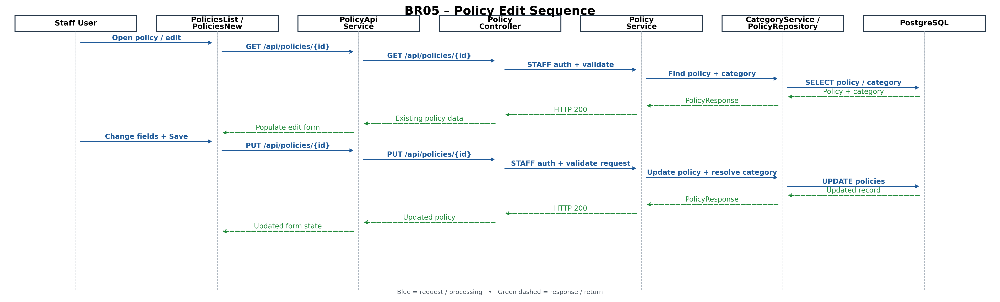 BR05 – Policy Edit Sequence
Staff User
PoliciesList /
PoliciesNew
PolicyApi
Service
Policy
Controller
Policy
Service
CategoryService /
PolicyRepository
PostgreSQL
Open policy / edit
GET /api/policies/{id}
GET /api/policies/{id}
STAFF auth + validate
Find policy + category
SELECT policy / category
Policy + category
PolicyResponse
HTTP 200
Existing policy data
Populate edit form
Change fields + Save
PUT /api/policies/{id}
PUT /api/policies/{id}
STAFF auth + validate request
Update policy + resolve category
UPDATE policies
Updated record
PolicyResponse
HTTP 200
Updated policy
Updated form state
Blue = request / processing • Green dashed = response / return